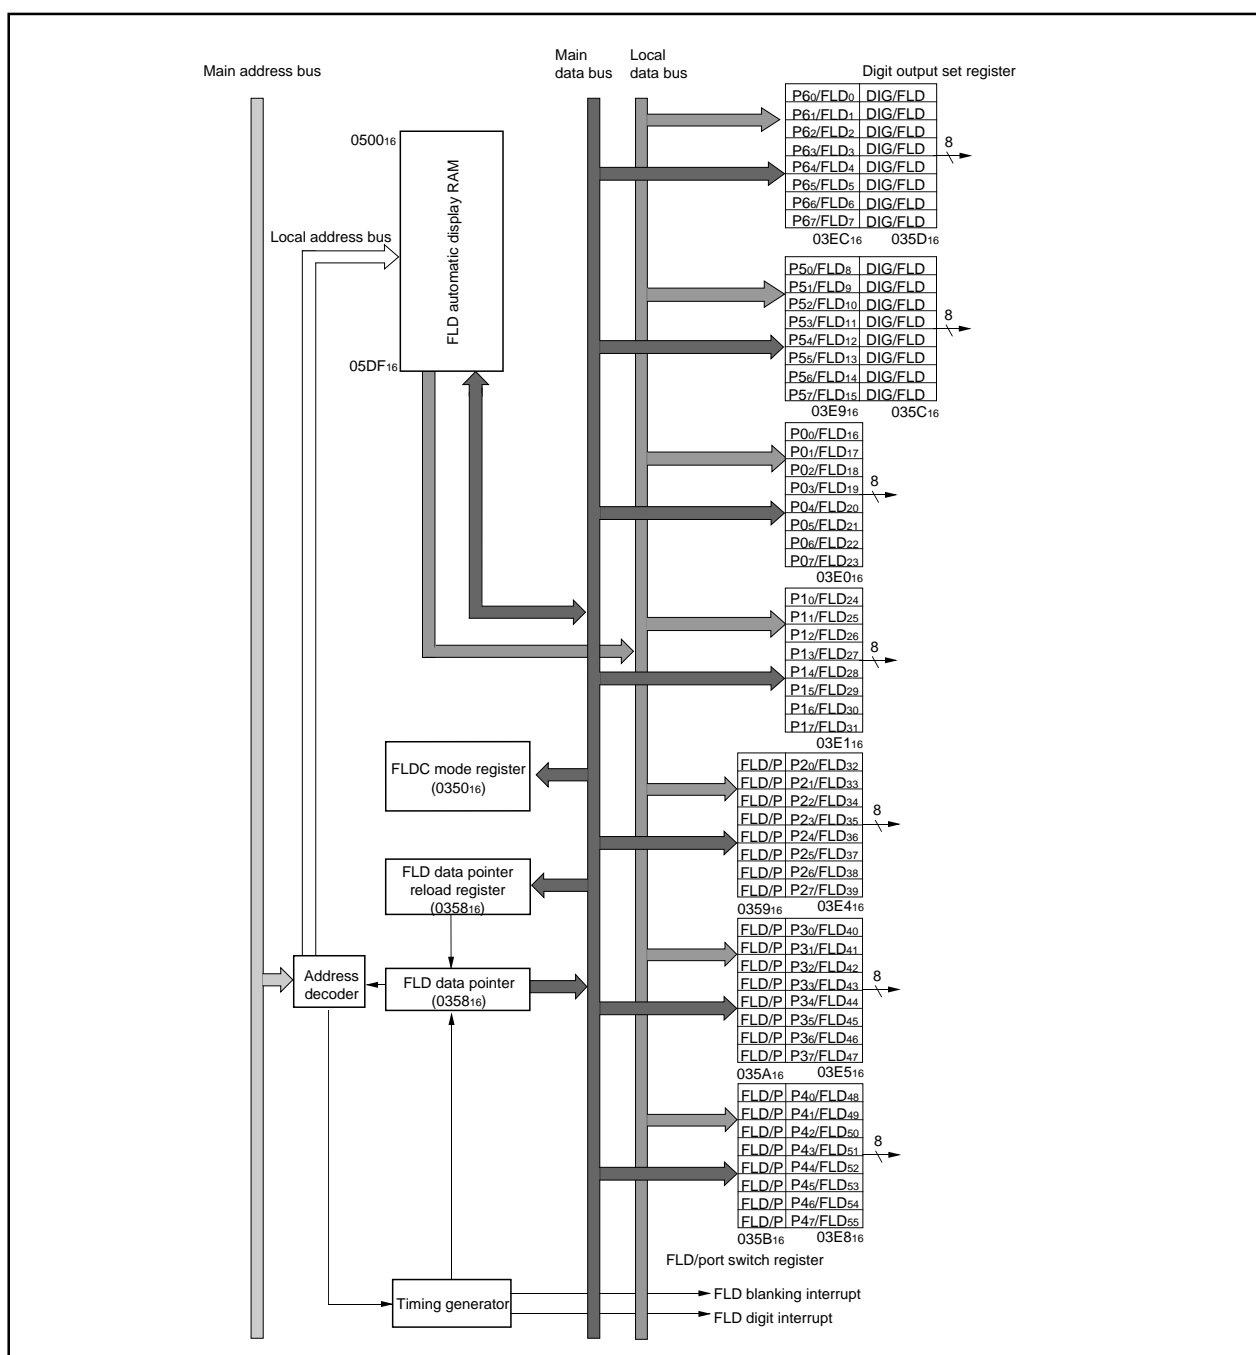 Main address bus
Main
data bus
Local
data bus
Digit output set register
0500₁₆
FLD automatic display RAM
Local address bus
05DF₁₆
P6₀/FLD₀ DIG/FLD
P6₁/FLD₁ DIG/FLD
P6₂/FLD₂ DIG/FLD
P6₃/FLD₃ DIG/FLD
P6₄/FLD₄ DIG/FLD
P6₅/FLD₅ DIG/FLD
P6₆/FLD₆ DIG/FLD
P6₇/FLD₇ DIG/FLD
8
03EC₁₆ 035D₁₆
P5₀/FLD₈ DIG/FLD
P5₁/FLD₉ DIG/FLD
P5₂/FLD₁₀ DIG/FLD
P5₃/FLD₁₁ DIG/FLD
P5₄/FLD₁₂ DIG/FLD
P5₅/FLD₁₃ DIG/FLD
P5₆/FLD₁₄ DIG/FLD
P5₇/FLD₁₅ DIG/FLD
8
03E9₁₆ 035C₁₆
P0₀/FLD₁₆
P0₁/FLD₁₇
P0₂/FLD₁₈
P0₃/FLD₁₉
P0₄/FLD₂₀
P0₅/FLD₂₁
P0₆/FLD₂₂
P0₇/FLD₂₃
8
03E0₁₆
P1₀/FLD₂₄
P1₁/FLD₂₅
P1₂/FLD₂₆
P1₃/FLD₂₇
P1₄/FLD₂₈
P1₅/FLD₂₉
P1₆/FLD₃₀
P1₇/FLD₃₁
8
03E1₁₆
FLDC mode register
(0350₁₆)
FLD/P P2₀/FLD₃₂
FLD/P P2₁/FLD₃₃
FLD/P P2₂/FLD₃₄
FLD/P P2₃/FLD₃₅
FLD/P P2₄/FLD₃₆
FLD/P P2₅/FLD₃₇
FLD/P P2₆/FLD₃₈
FLD/P P2₇/FLD₃₉
8
0359₁₆ 03E4₁₆
FLD data pointer
reload register
(0358₁₆)
Address
decoder
FLD data pointer
(0358₁₆)
FLD/P P3₀/FLD₄₀
FLD/P P3₁/FLD₄₁
FLD/P P3₂/FLD₄₂
FLD/P P3₃/FLD₄₃
FLD/P P3₄/FLD₄₄
FLD/P P3₅/FLD₄₅
FLD/P P3₆/FLD₄₆
FLD/P P3₇/FLD₄₇
8
035A₁₆ 03E5₁₆
FLD/P P4₀/FLD₄₈
FLD/P P4₁/FLD₄₉
FLD/P P4₂/FLD₅₀
FLD/P P4₃/FLD₅₁
FLD/P P4₄/FLD₅₂
FLD/P P4₅/FLD₅₃
FLD/P P4₆/FLD₅₄
FLD/P P4₇/FLD₅₅
8
035B₁₆ 03E8₁₆
FLD/port switch register
Timing generator
FLD blanking interrupt
FLD digit interrupt